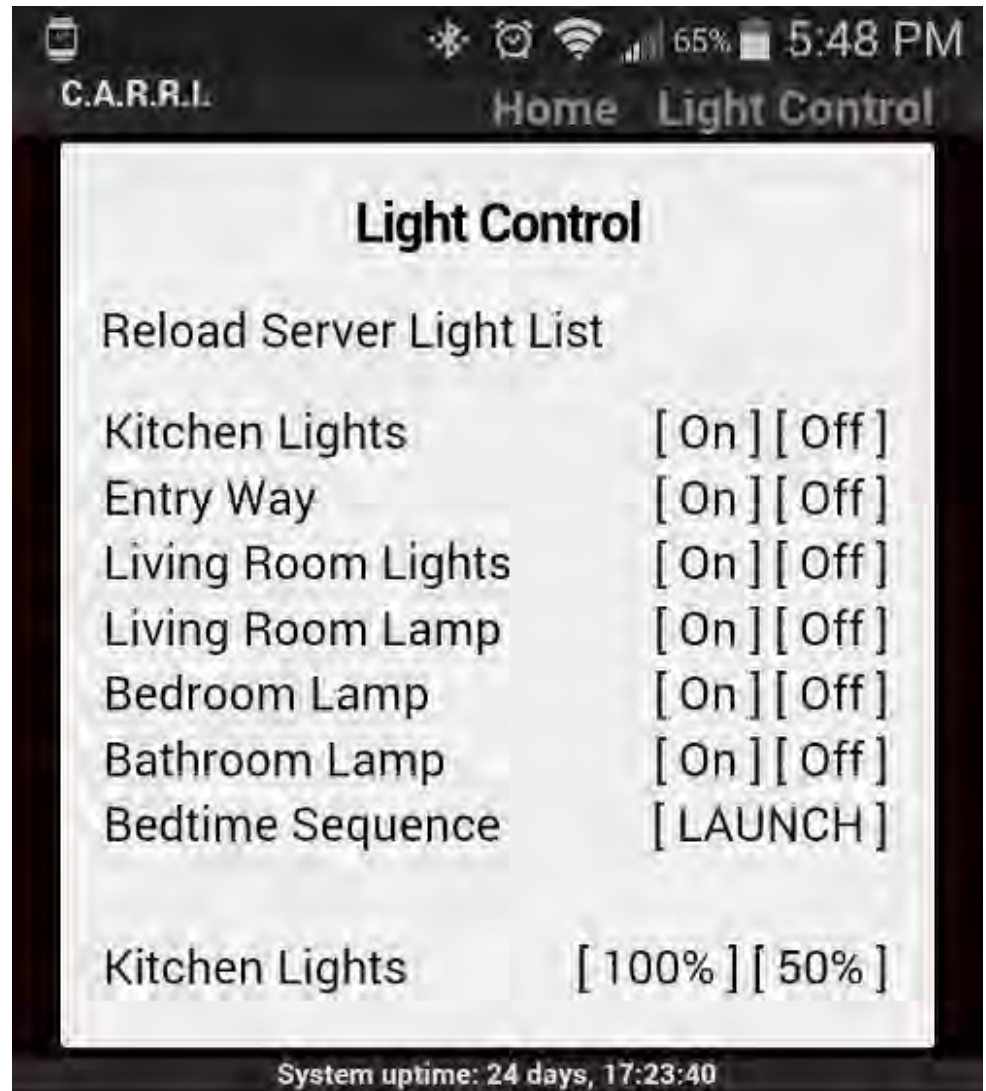 65% 5:48 PM
C.A.R.R.I. Home Light Control
Light Control
Reload Server Light List
Kitchen Lights [ On ] [ Off ]
Entry Way [ On ] [ Off ]
Living Room Lights [ On ] [ Off ]
Living Room Lamp [ On ] [ Off ]
Bedroom Lamp [ On ] [ Off ]
Bathroom Lamp [ On ] [ Off ]
Bedtime Sequence [ LAUNCH ]
Kitchen Lights [ 100% ] [ 50% ]
System uptime: 24 days, 17:23:40